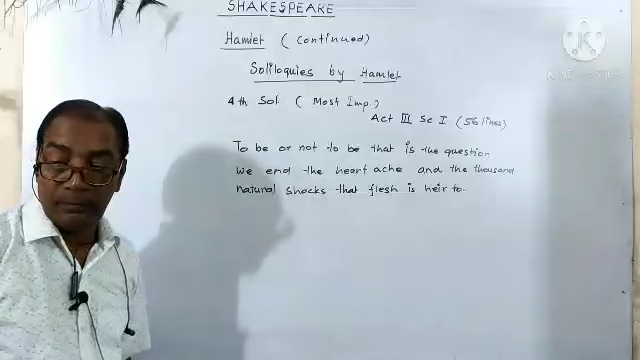 SHAKESPEARE
Hamlet ( Continued)
Soliloquies by Hamlet
4th Sol. ( Most Imp.)
Act III Sc I (56 lines)
To be or not to be that is the question
We end the heart ache and the thousand
natural shocks that flesh is heir to.